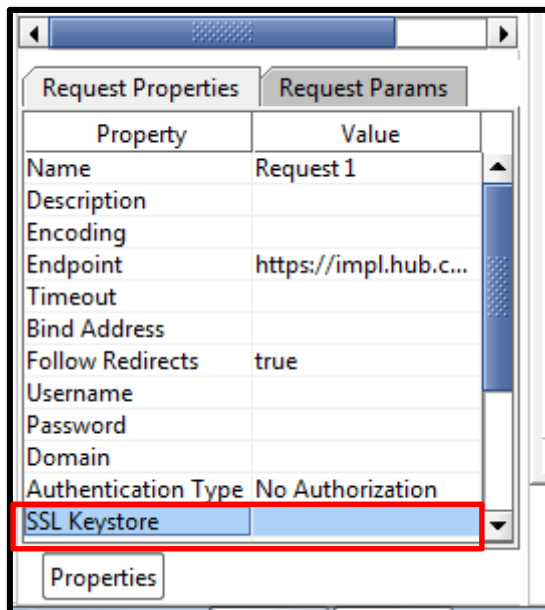 Request Properties Request Params
Property Value
Name Request 1
Description
Encoding
Endpoint https://impl.hub.c...
Timeout
Bind Address
Follow Redirects true
Username
Password
Domain
Authentication Type No Authorization
SSL Keystore
Properties